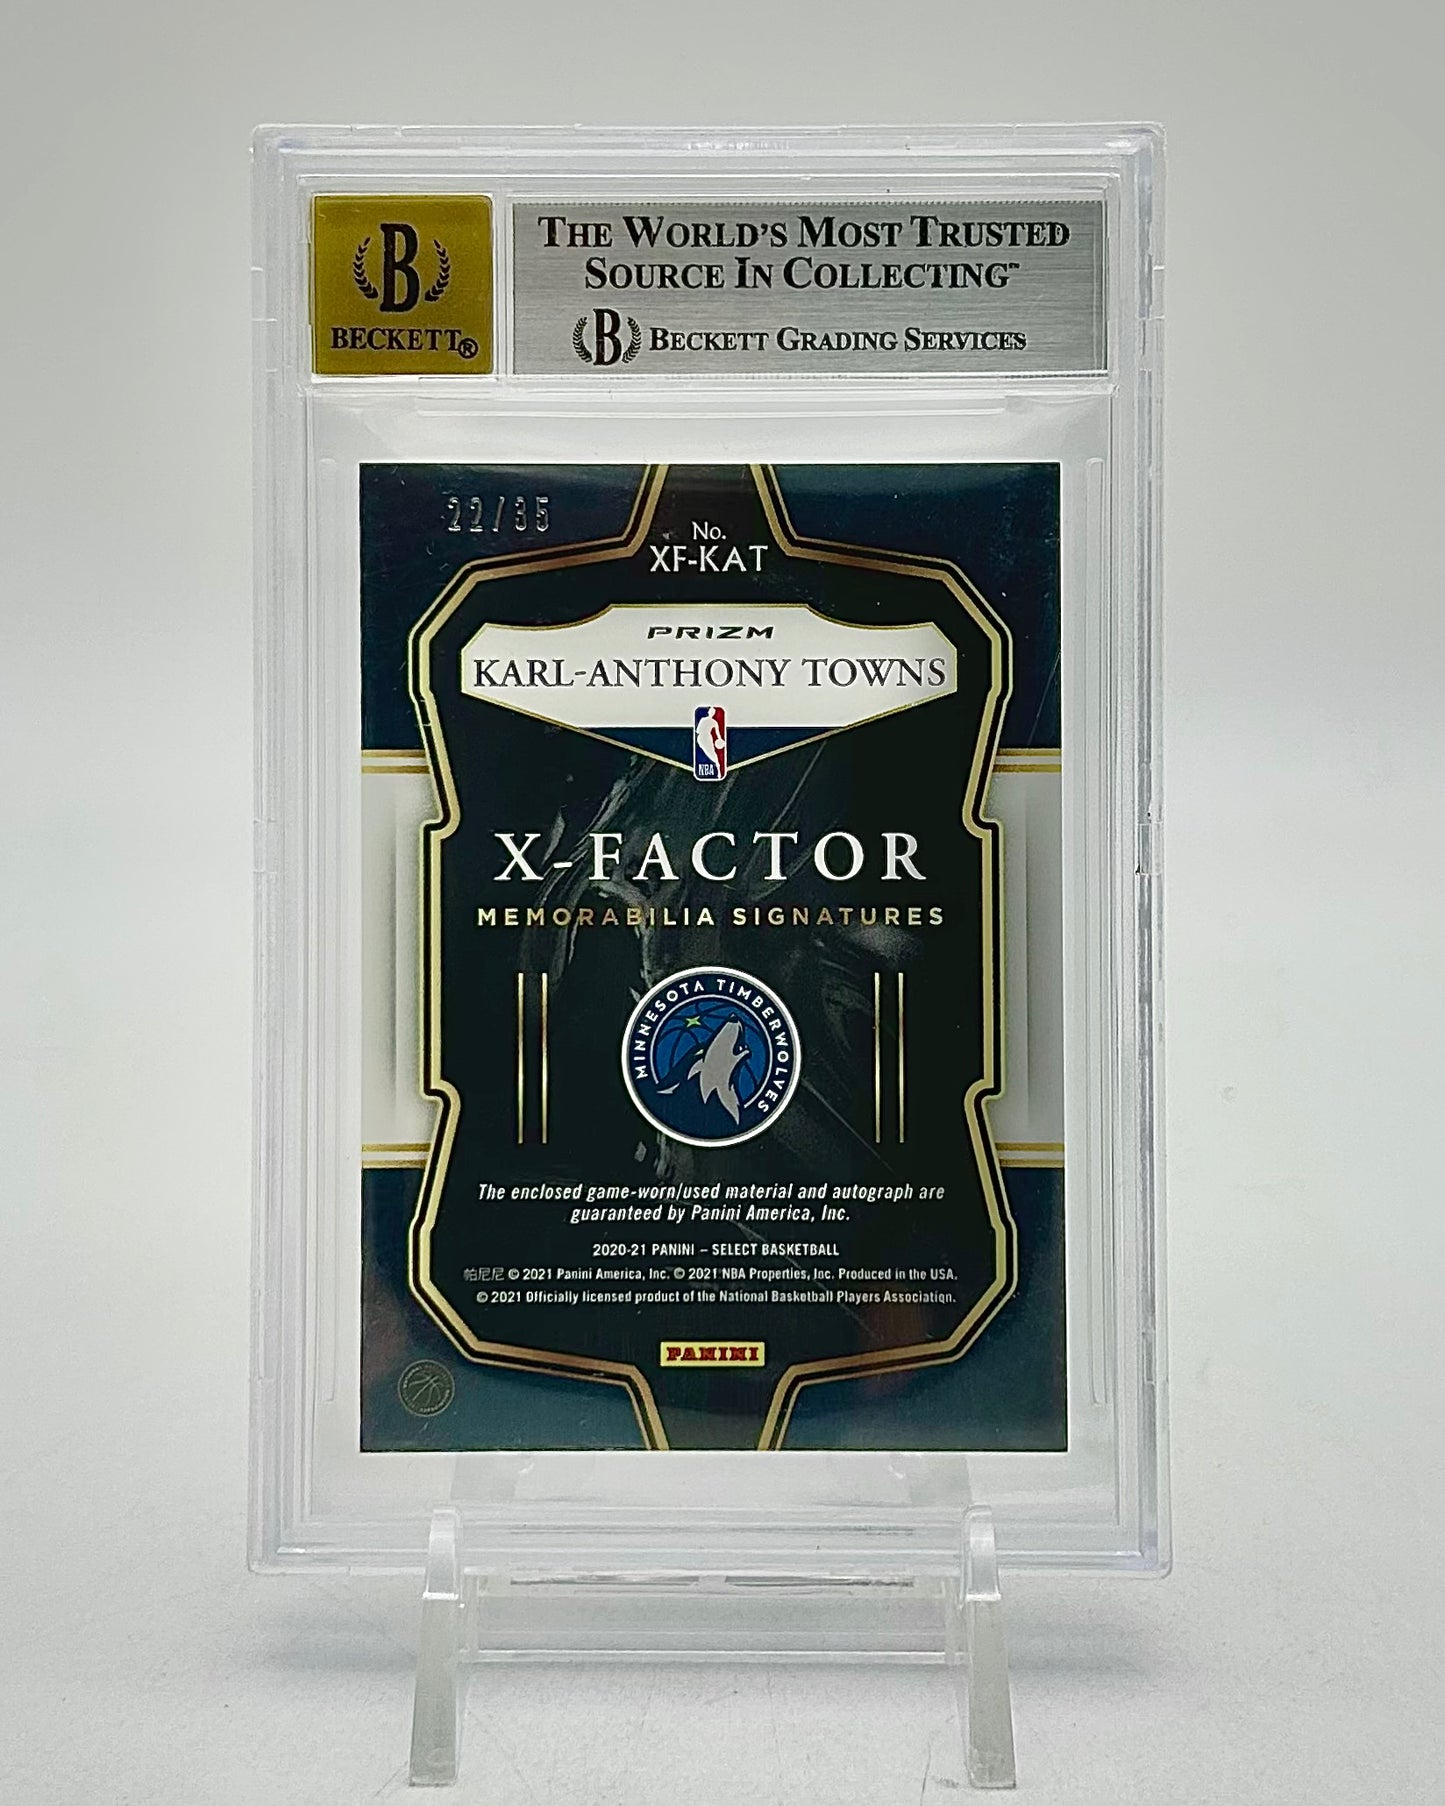 B
BECKETT®
THE WORLD'S MOST TRUSTED
SOURCE IN COLLECTING™
B BECKETT GRADING SERVICES
22/35
No.
XF-KAT
PRIZM
KARL-ANTHONY TOWNS
NBA
X-FACTOR
MEMORABILIA SIGNATURES
MINNESOTA TIMBERWOLVES
The enclosed game-worn/used material and autograph are
guaranteed by Panini America, Inc.
2020-21 PANINI – SELECT BASKETBALL
帕尼尼 © 2021 Panini America, Inc. © 2021 NBA Properties, Inc. Produced in the USA.
© 2021 Officially licensed product of the National Basketball Players Association.
PANINI